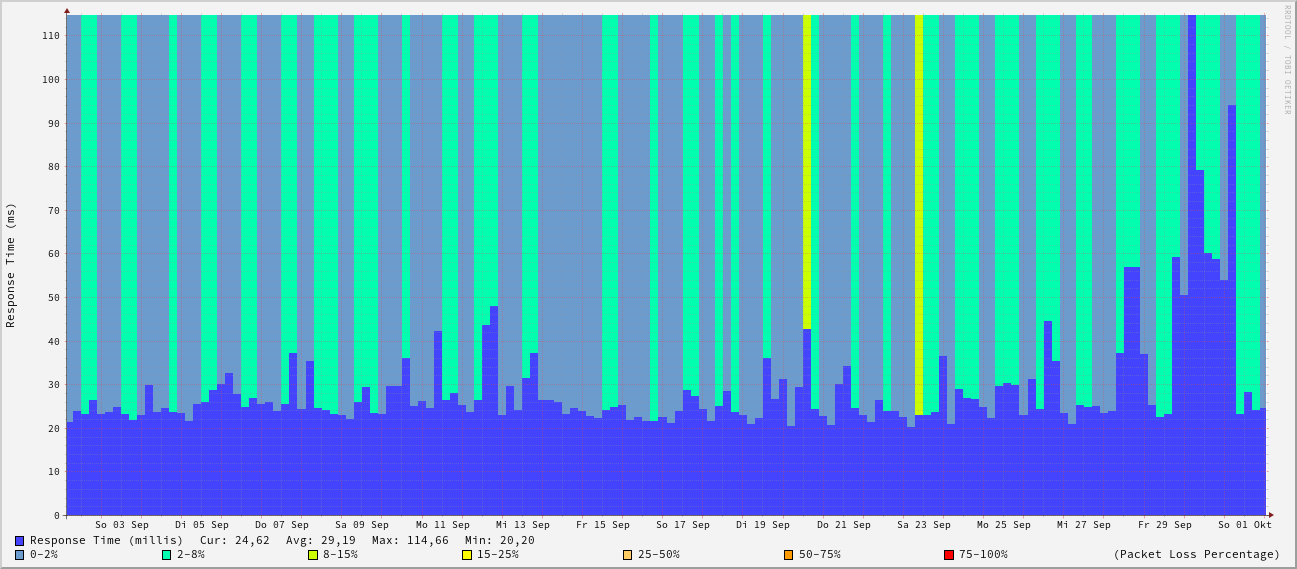 RRDTOOL / TOBI OETIKER
Response Time (ms)
110
100
90
80
70
60
50
40
30
20
10
0
So 03 Sep Di 05 Sep Do 07 Sep Sa 09 Sep Mo 11 Sep Mi 13 Sep Fr 15 Sep So 17 Sep Di 19 Sep Do 21 Sep Sa 23 Sep Mo 25 Sep Mi 27 Sep Fr 29 Sep So 01 Okt
Response Time (millis) Cur: 24,62 Avg: 29,19 Max: 114,66 Min: 20,20
0-2% 2-8% 8-15% 15-25% 25-50% 50-75% 75-100% (Packet Loss Percentage)